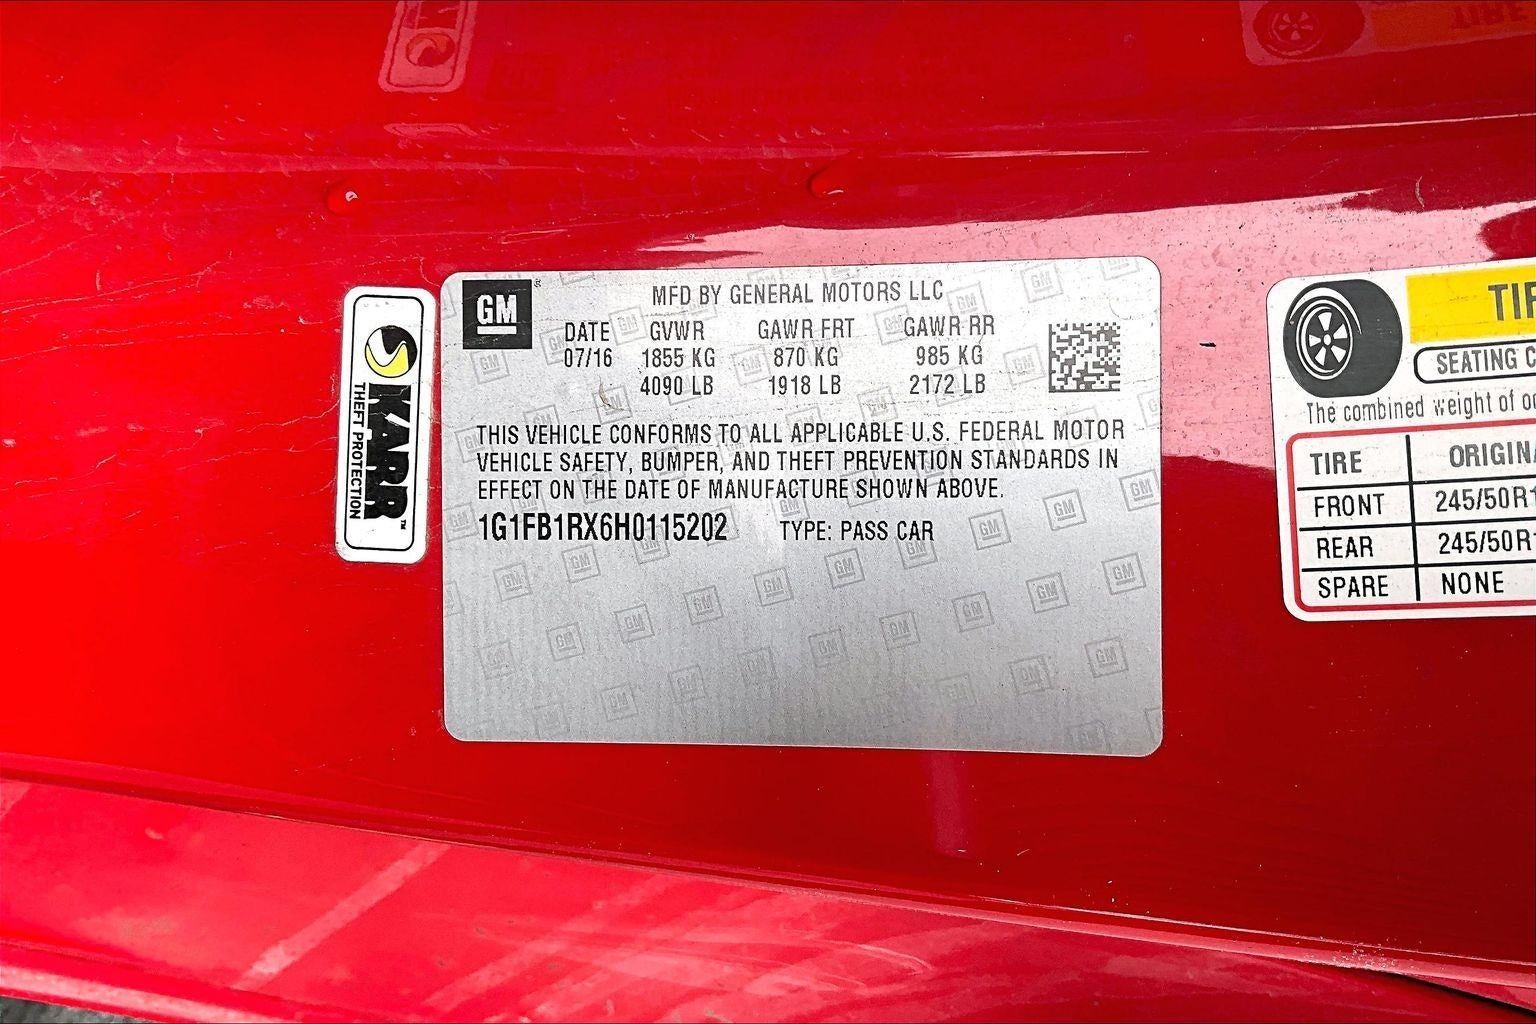 GM
MFD BY GENERAL MOTORS LLC
DATE GVWR GAWR FRT GAWR RR
07/16 1855 KG 870 KG 985 KG
4090 LB 1918 LB 2172 LB
THIS VEHICLE CONFORMS TO ALL APPLICABLE U.S. FEDERAL MOTOR
VEHICLE SAFETY, BUMPER, AND THEFT PREVENTION STANDARDS IN
EFFECT ON THE DATE OF MANUFACTURE SHOWN ABOVE.
1G1FB1RX6H0115202 TYPE: PASS CAR
KARR™
THEFT PROTECTION
SEATING
The combined weight of
TIRE
FRONT 245/50R1
REAR 245/50R1
SPARE NONE